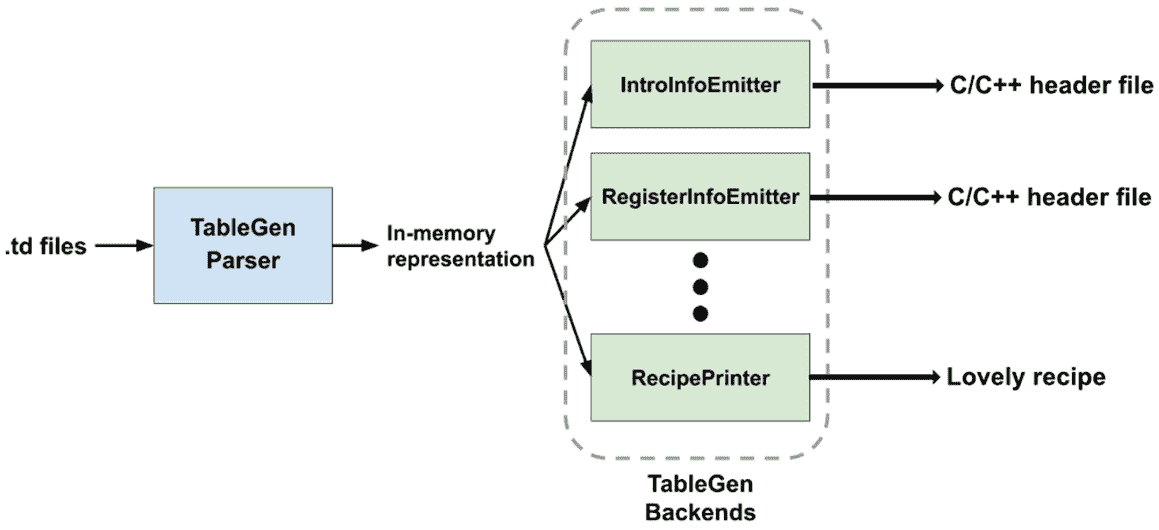 IntroInfoEmitter
C/C++ header file
RegisterInfoEmitter
C/C++ header file
.td files
TableGen
Parser
In-memory
representation
RecipePrinter
Lovely recipe
TableGen
Backends